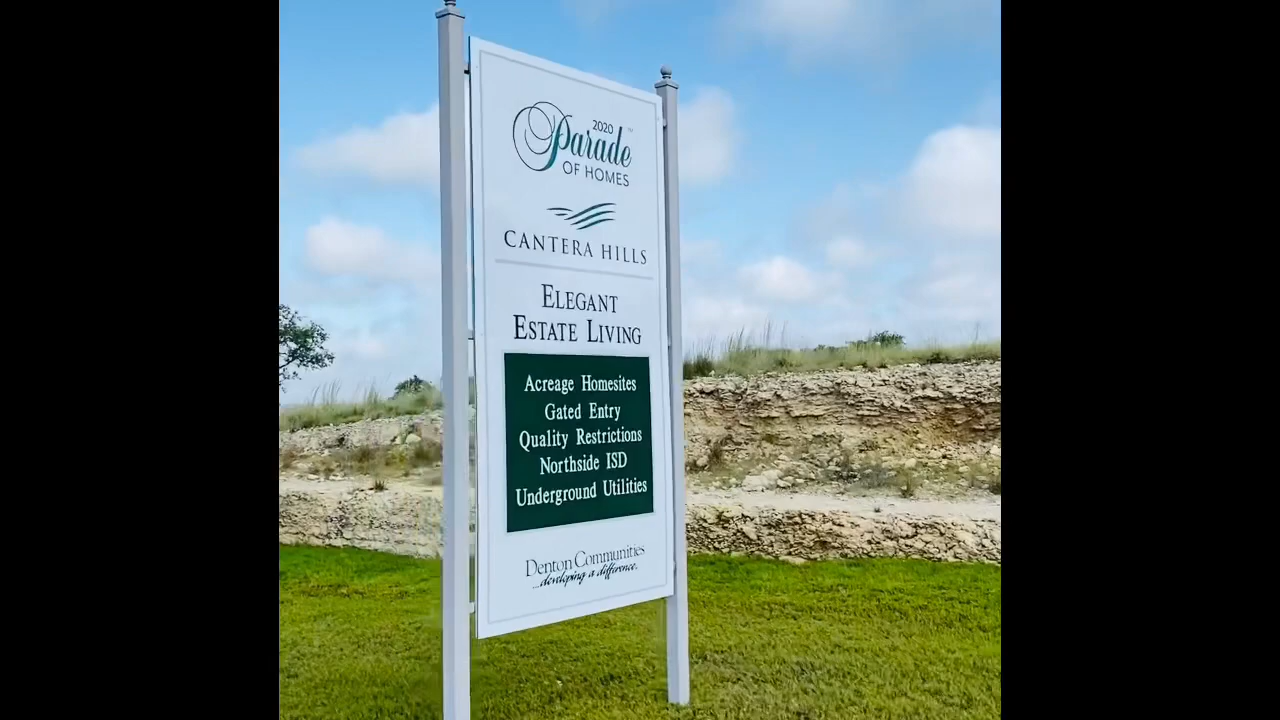 2020
Parade
OF HOMES
CANTERA HILLS
ELEGANT
ESTATE LIVING
Acreage Homesites
Gated Entry
Quality Restrictions
Northside ISD
Underground Utilities
Denton Communities
...developing a difference.